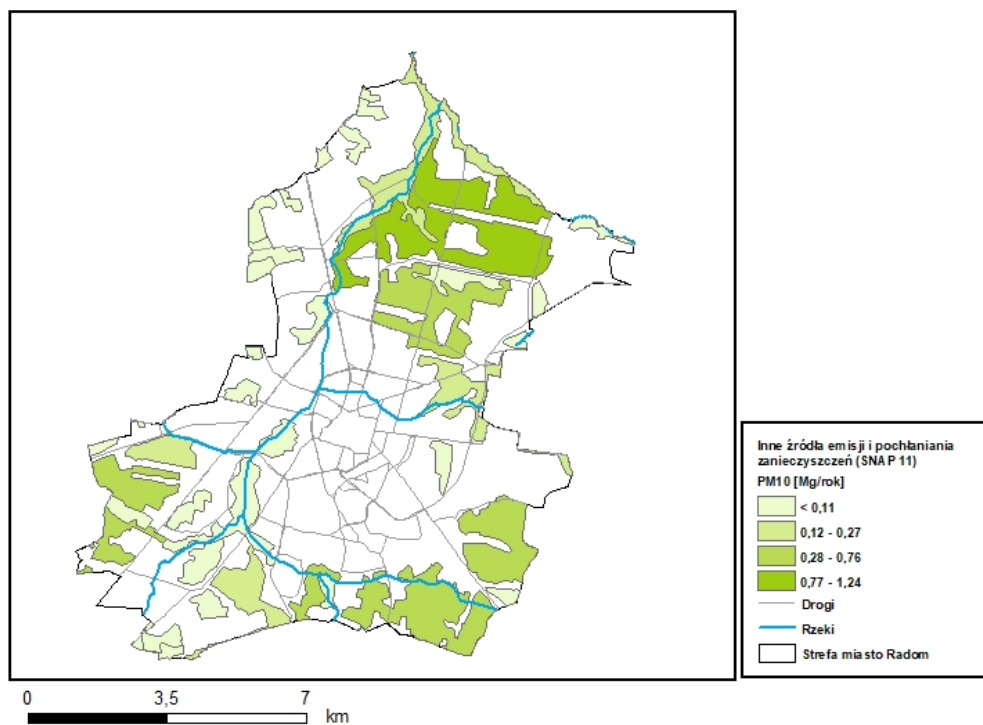 Inne źródła emisji i pochłaniania
zanieczyszczeń (SNAP 11)
PM10 [Mg/rok]
< 0,11
0,12 - 0,27
0,28 - 0,76
0,77 - 1,24
Drogi
Rzeki
Strefa miasto Radom
0 3,5 7
km